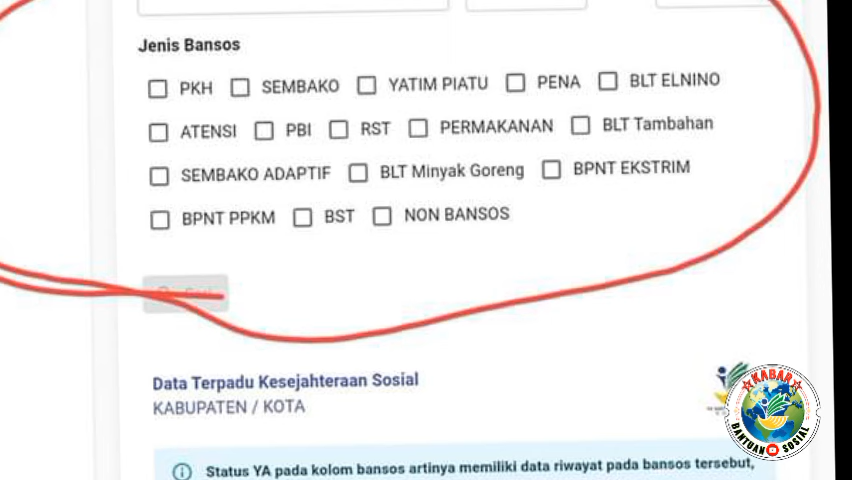 Jenis Bansos
PKH SEMBAKO YATIM PIATU PENA BLT ELNINO
ATENSI PBI RST PERMAKANAN BLT Tambahan
SEMBAKO ADAPTIF BLT Minyak Goreng BPNT EKSTRIM
BPNT PPKM BST NON BANSOS
Data Terpadu Kesejahteraan Sosial
KABUPATEN / KOTA
KABAR
BANTUAN SOSIAL
Status YA pada kolom bansos artinya memiliki data riwayat pada bansos tersebut,